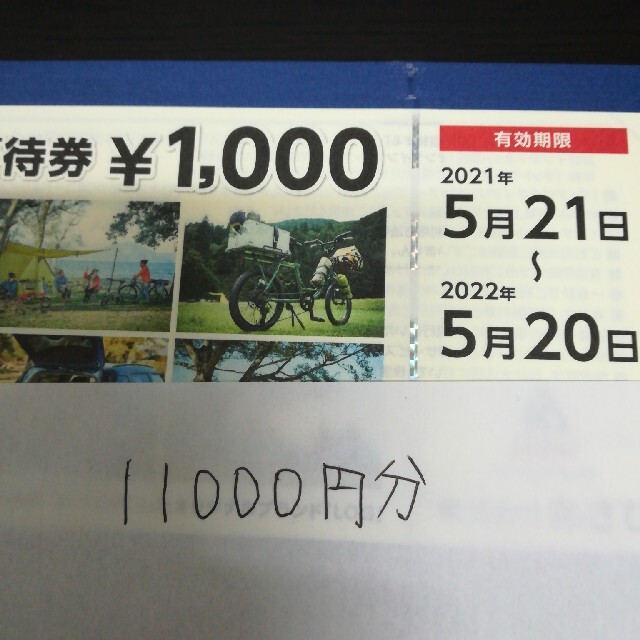 待券 ¥1,000
有効期限
2021年
5月21日
～
2022年
5月20日
11000円分